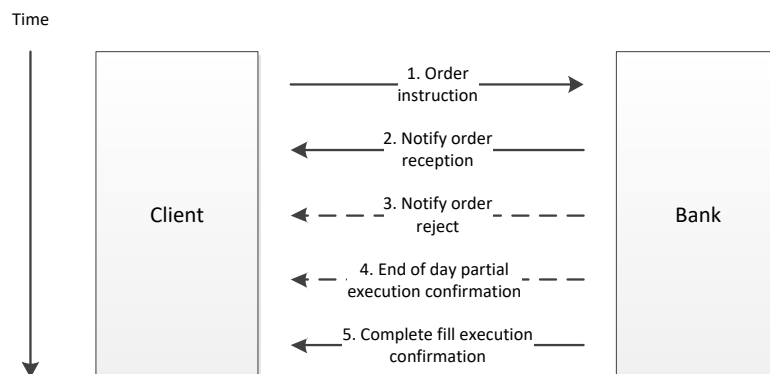 Time
1. Order
instruction
2. Notify order
reception
Client
3. Notify order
reject
Bank
4. End of day partial
execution confirmation
5. Complete fill execution
confirmation